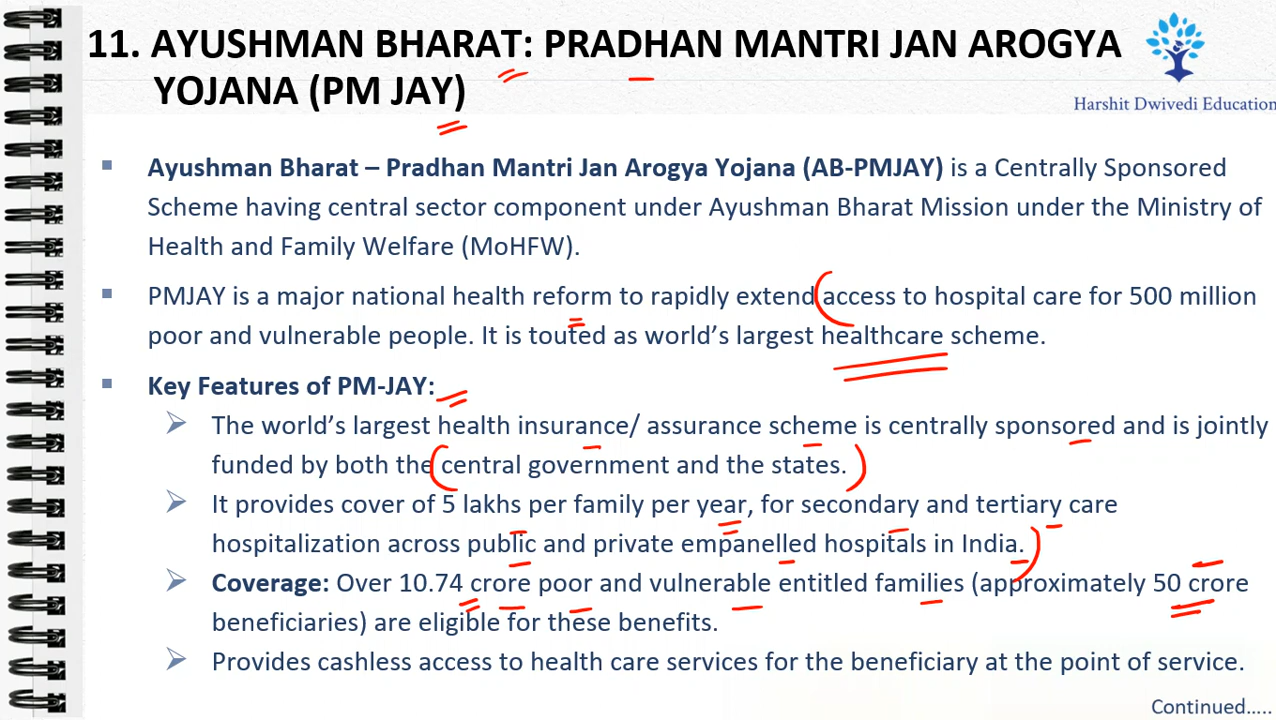 11. AYUSHMAN BHARAT: PRADHAN MANTRI JAN AROGYA
YOJANA (PM JAY)
Harshit Dwivedi Education
Ayushman Bharat – Pradhan Mantri Jan Arogya Yojana (AB-PMJAY) is a Centrally Sponsored
Scheme having central sector component under Ayushman Bharat Mission under the Ministry of
Health and Family Welfare (MoHFW).
PMJAY is a major national health reform to rapidly extend access to hospital care for 500 million
poor and vulnerable people. It is touted as world’s largest healthcare scheme.
Key Features of PM-JAY:
The world’s largest health insurance/ assurance scheme is centrally sponsored and is jointly
funded by both the central government and the states.
It provides cover of 5 lakhs per family per year, for secondary and tertiary care
hospitalization across public and private empanelled hospitals in India.
Coverage: Over 10.74 crore poor and vulnerable entitled families (approximately 50 crore
beneficiaries) are eligible for these benefits.
Provides cashless access to health care services for the beneficiary at the point of service.
Continued…..